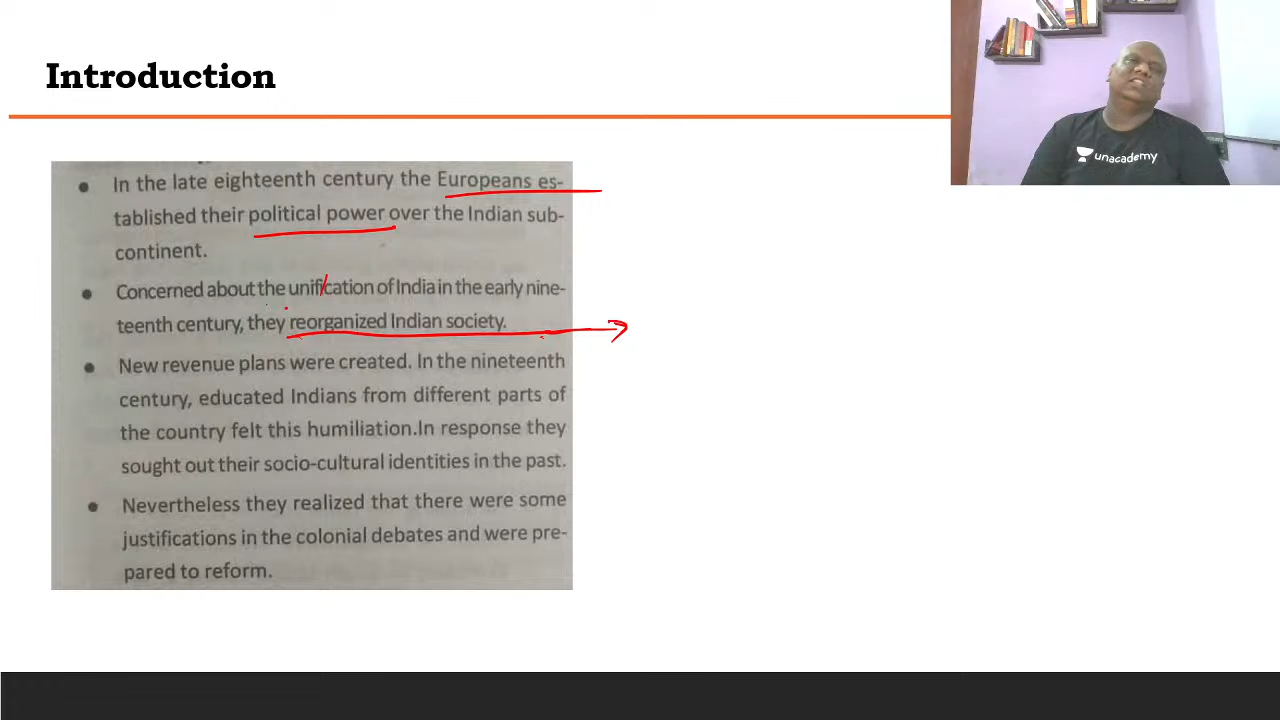 Introduction
unacademy
In the late eighteenth century the Europeans es-
tablished their political power over the Indian sub-
continent.
Concerned about the unification of India in the early nine-
teenth century, they reorganized Indian society.
New revenue plans were created. In the nineteenth
century, educated Indians from different parts of
the country felt this humiliation.In response they
sought out their socio-cultural identities in the past.
Nevertheless they realized that there were some
justifications in the colonial debates and were pre-
pared to reform.